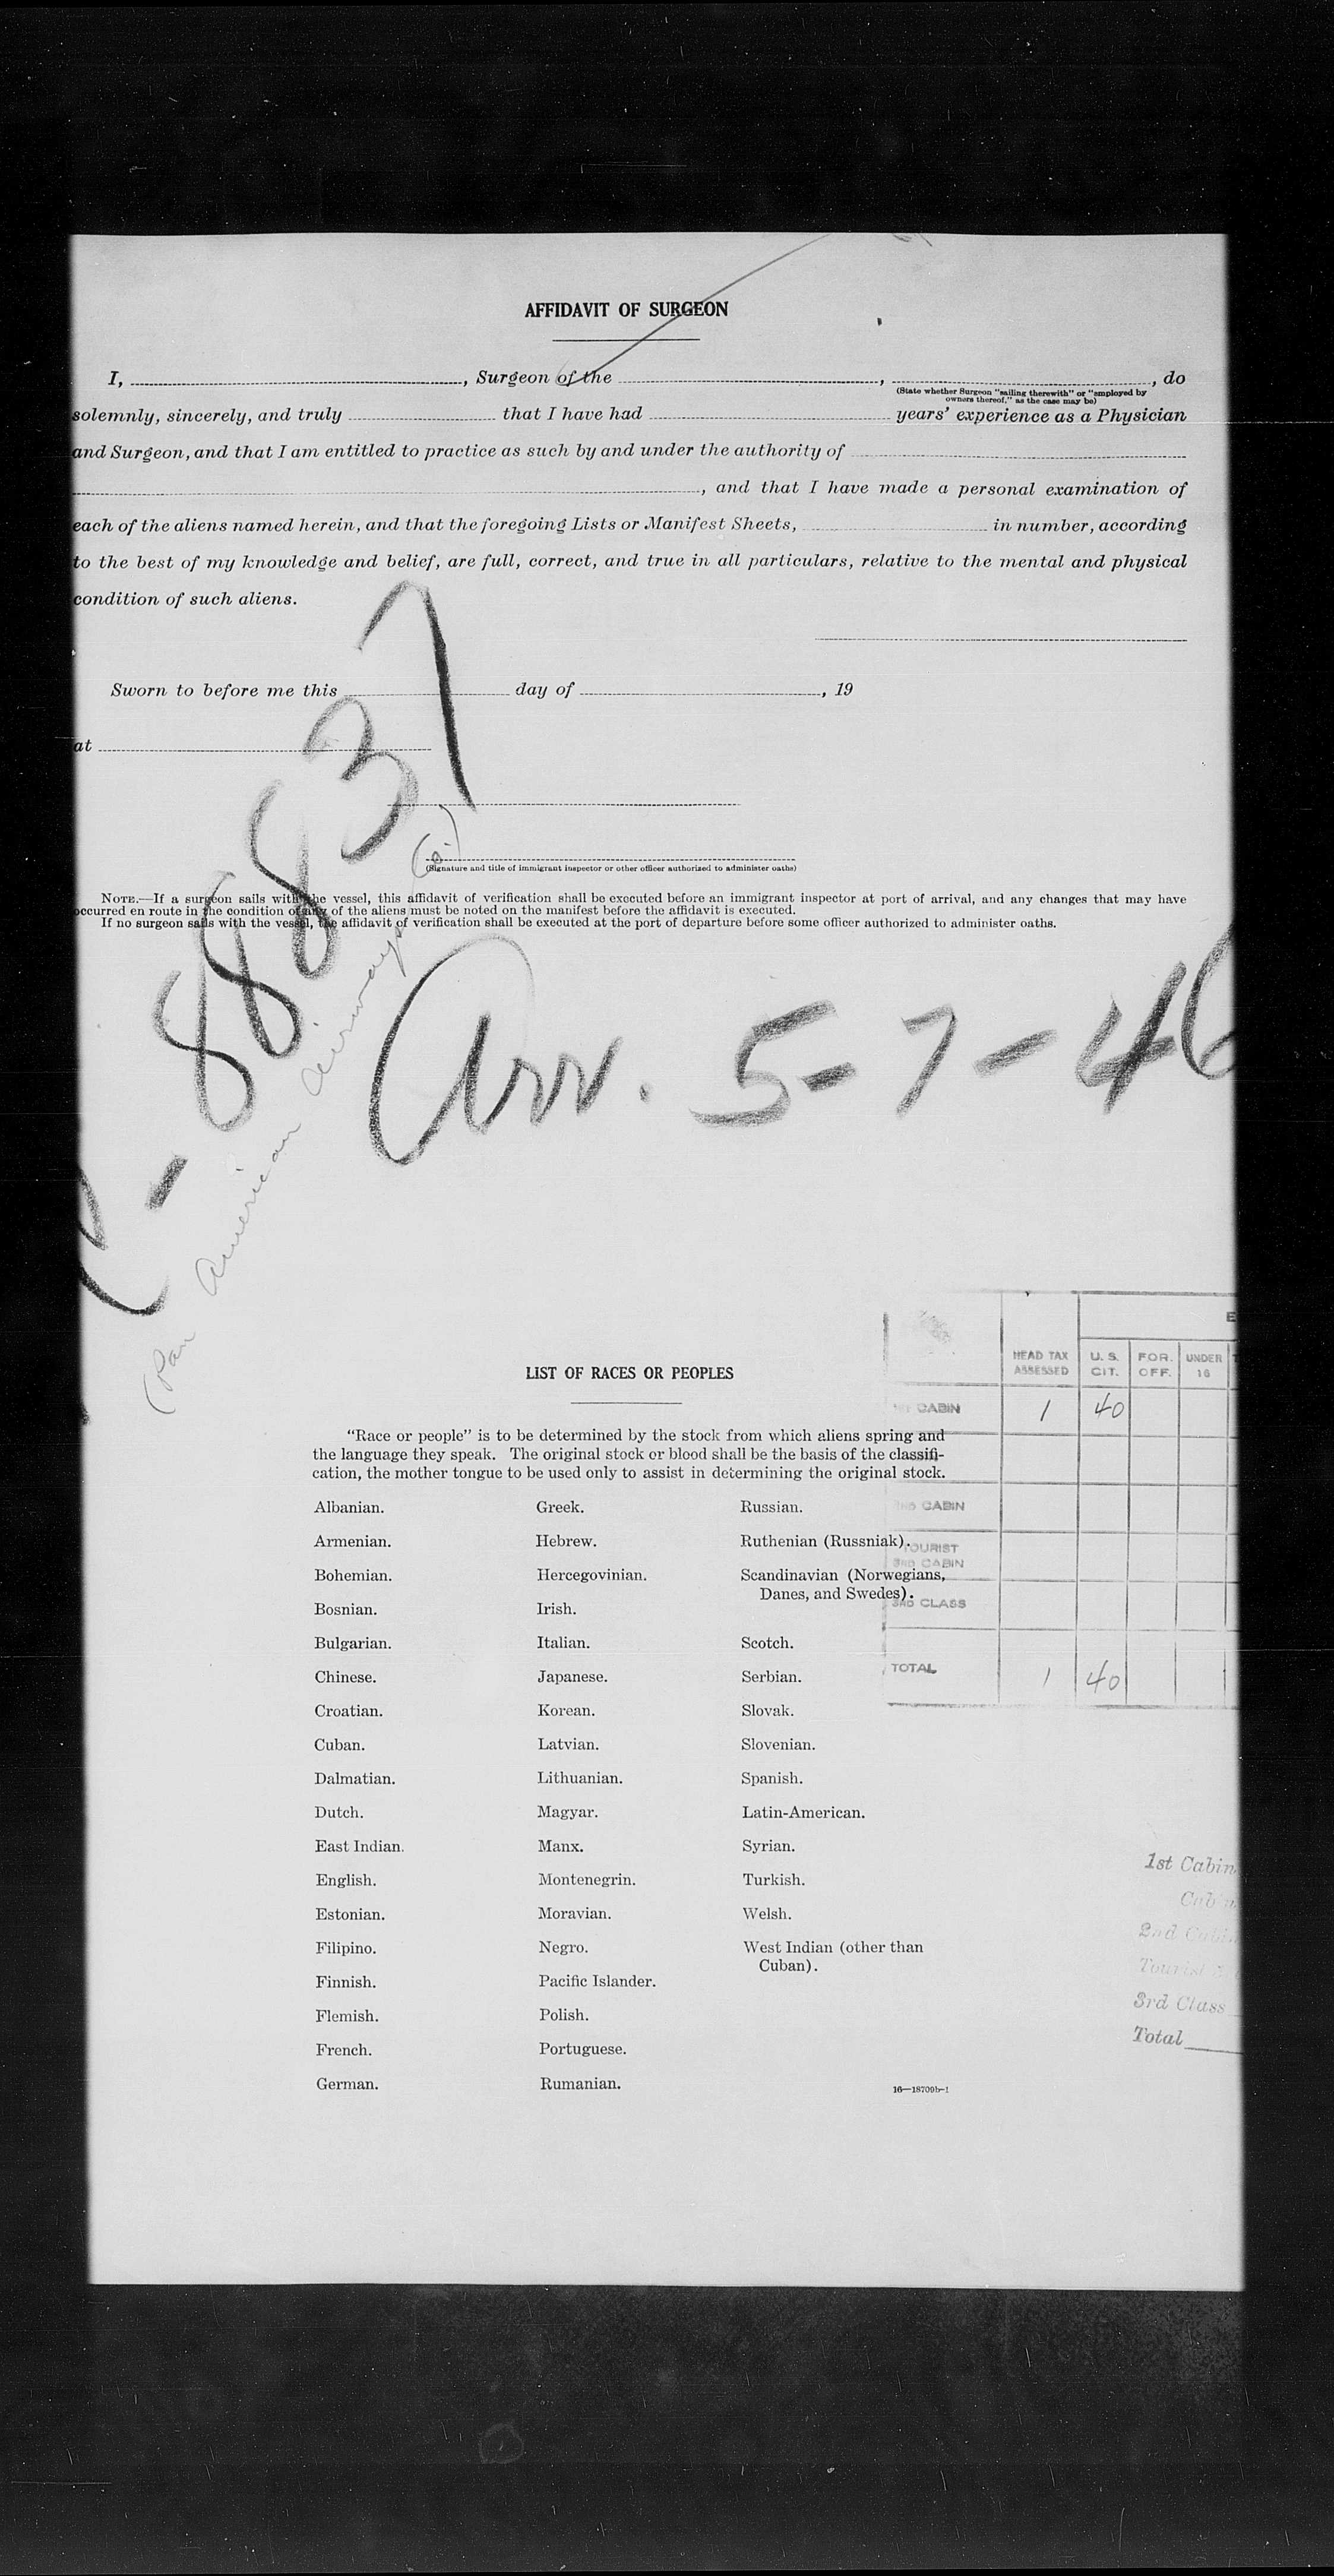 AFFIDAVIT OF SURGEON
I, , Surgeon of the , , do
(State whether Surgeon "sailing therewith" or "employed by
owners thereof," as the case may be)
solemnly, sincerely, and truly that I have had years' experience as a Physician
and Surgeon, and that I am entitled to practice as such by and under the authority of
, and that I have made a personal examination of
each of the aliens named herein, and that the foregoing Lists or Manifest Sheets, in number, according
to the best of my knowledge and belief, are full, correct, and true in all particulars, relative to the mental and physical
condition of such aliens.
Sworn to before me this day of , 19
at
(Signature and title of immigrant inspector or other officer authorized to administer oaths)
NOTE.—If a surgeon sails with the vessel, this affidavit of verification shall be executed before an immigrant inspector at port of arrival, and any changes that may have
occurred en route in the condition of any of the aliens must be noted on the manifest before the affidavit is executed.
If no surgeon sails with the vessel, the affidavit of verification shall be executed at the port of departure before some officer authorized to administer oaths.
- 88837
(Pan American Airways Co.)
Arr. 5-7-46
HEAD TAX ASSESSED
U. S. CIT.
FOR. OFF.
UNDER 16
CABIN 1 40
2ND CABIN
TOURIST
3RD CABIN
3RD CLASS
TOTAL 1 40
LIST OF RACES OR PEOPLES
"Race or people" is to be determined by the stock from which aliens spring and
the language they speak. The original stock or blood shall be the basis of the classifi-
cation, the mother tongue to be used only to assist in determining the original stock.
Albanian.
Armenian.
Bohemian.
Bosnian.
Bulgarian.
Chinese.
Croatian.
Cuban.
Dalmatian.
Dutch.
East Indian.
English.
Estonian.
Filipino.
Finnish.
Flemish.
French.
German.
Greek.
Hebrew.
Hercegovinian.
Irish.
Italian.
Japanese.
Korean.
Latvian.
Lithuanian.
Magyar.
Manx.
Montenegrin.
Moravian.
Negro.
Pacific Islander.
Polish.
Portuguese.
Rumanian.
Russian.
Ruthenian (Russniak).
Scandinavian (Norwegians,
Danes, and Swedes).
Scotch.
Serbian.
Slovak.
Slovenian.
Spanish.
Latin-American.
Syrian.
Turkish.
Welsh.
West Indian (other than
Cuban).
16—18709b-1
1st Cabin
2nd Cabin
Tourist
3rd Class
Total